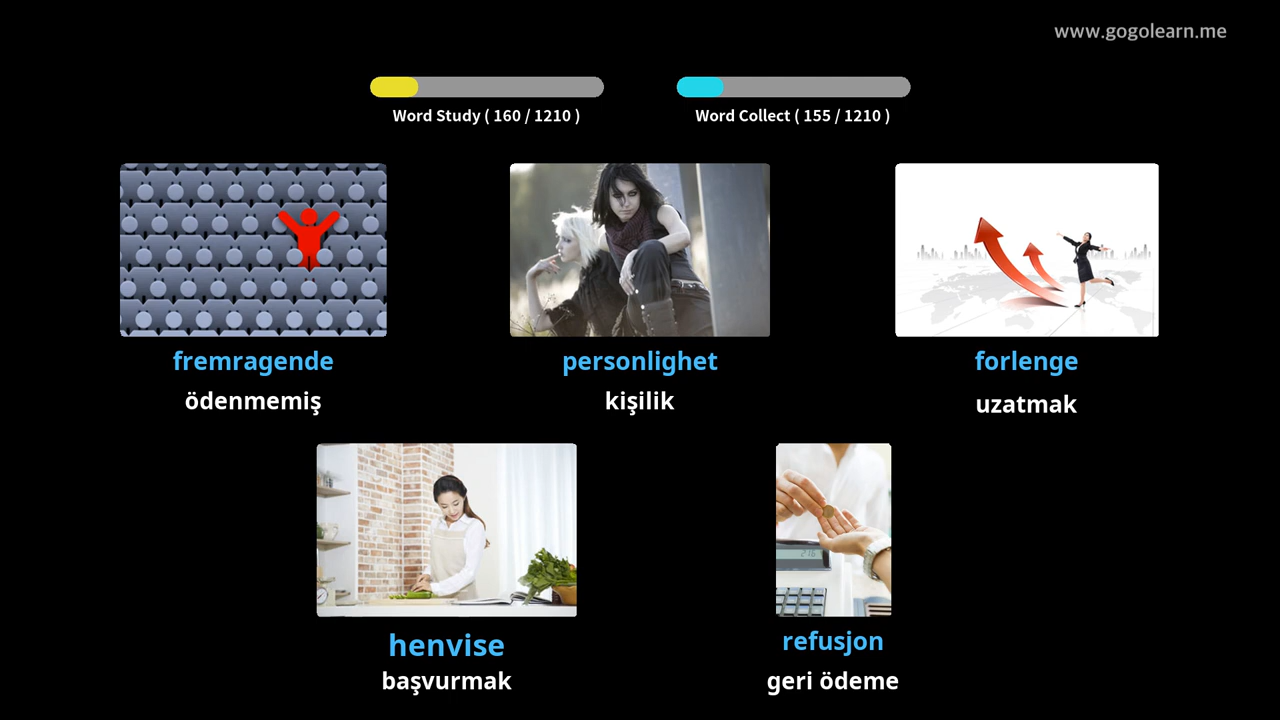 www.gogolearn.me
Word Study ( 160 / 1210 )
Word Collect ( 155 / 1210 )
fremragende
ödenmemiş
personlighet
kişilik
forlenge
uzatmak
henvise
başvurmak
refusjon
geri ödeme